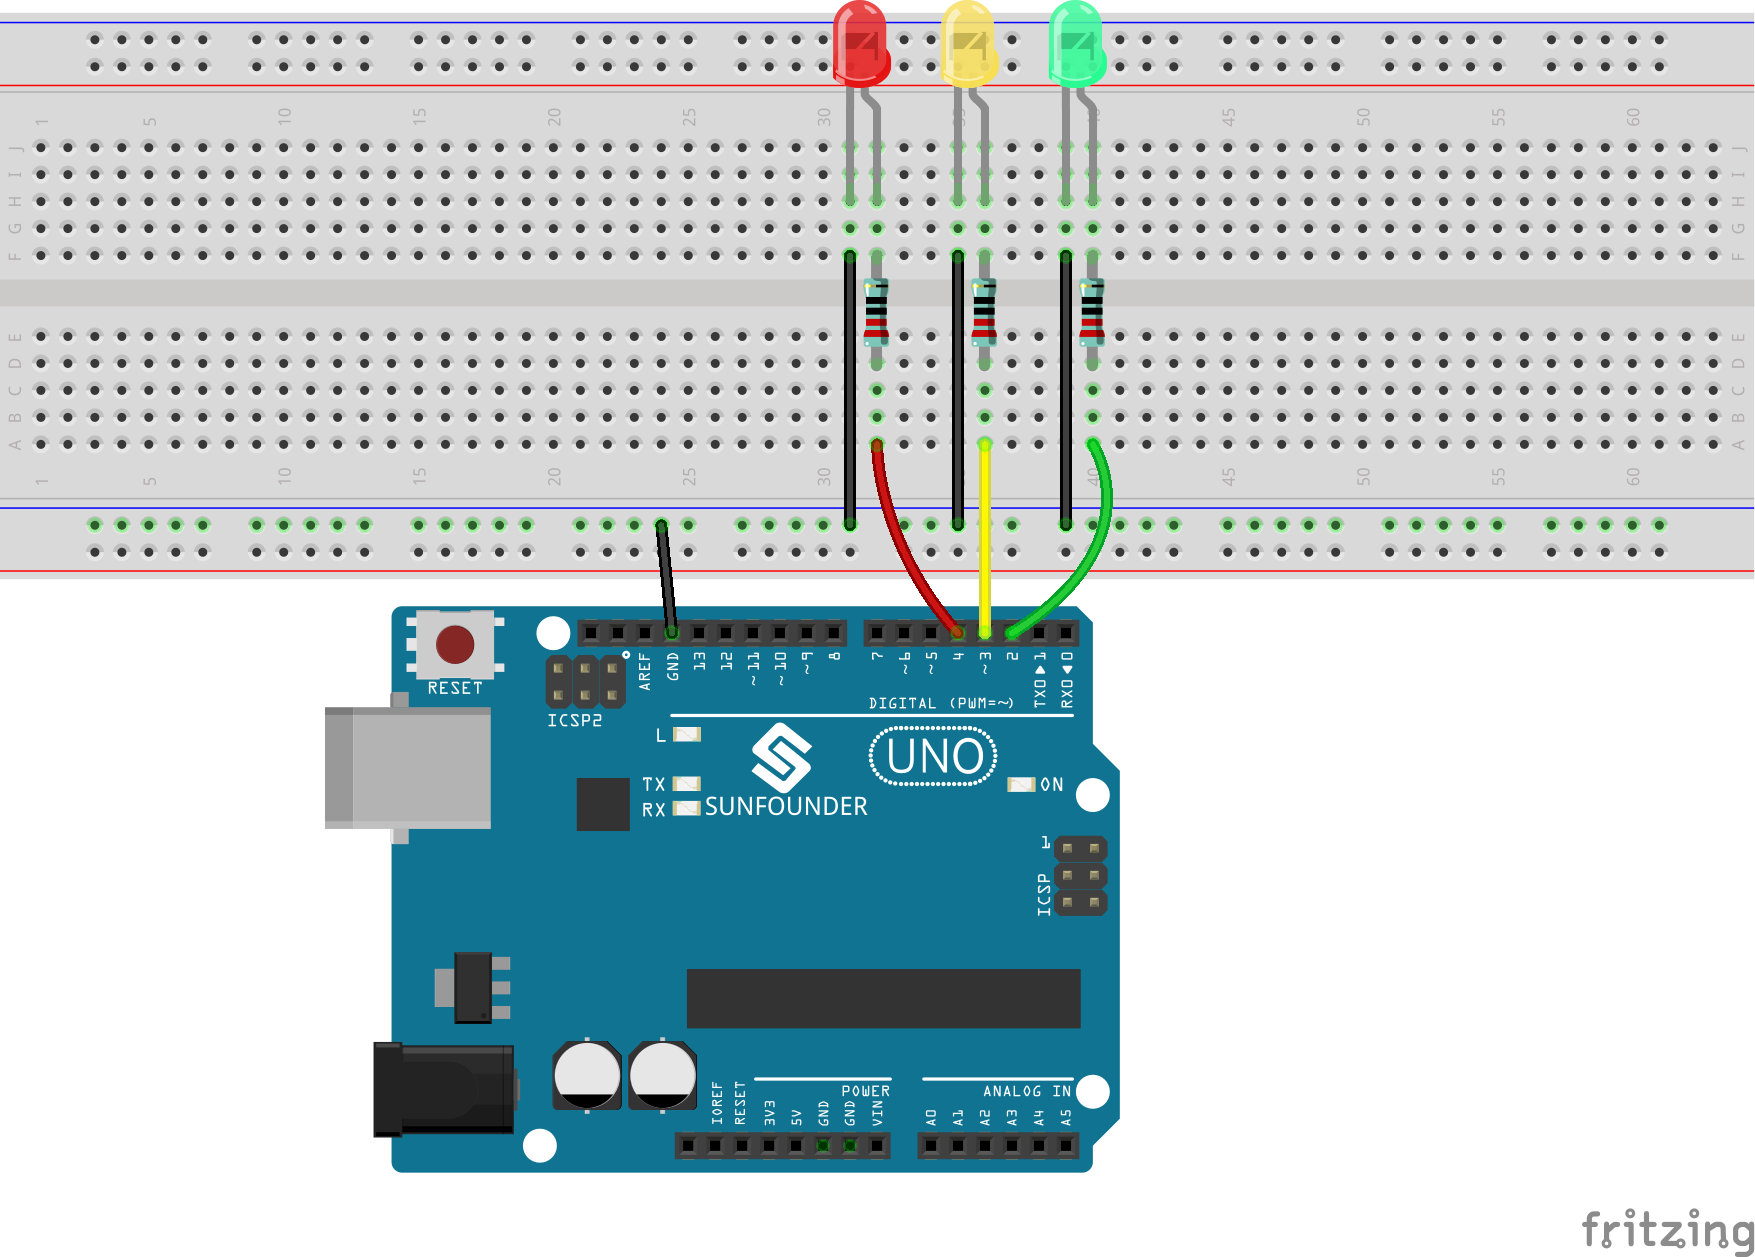 1 5 10 15 20 25 30 45 50 55 60
J J
I I
H H
G G
F F
E E
D D
C C
B B
A A
1 5 10 15 20 25 30 40 45 50 55 60
RESET
AREF GND 13 12 ~11 ~10 ~9 8 7 ~6 ~5 4 ~3 2 TX0▶1 RX0◀0
DIGITAL (PWM=~)
ICSP2
L
TX
RX
UNO
ON
SUNFOUNDER
1
ICSP
POWER
ANALOG IN
IOREF RESET 3V3 5V GND GND VIN A0 A1 A2 A3 A4 A5
fritzing